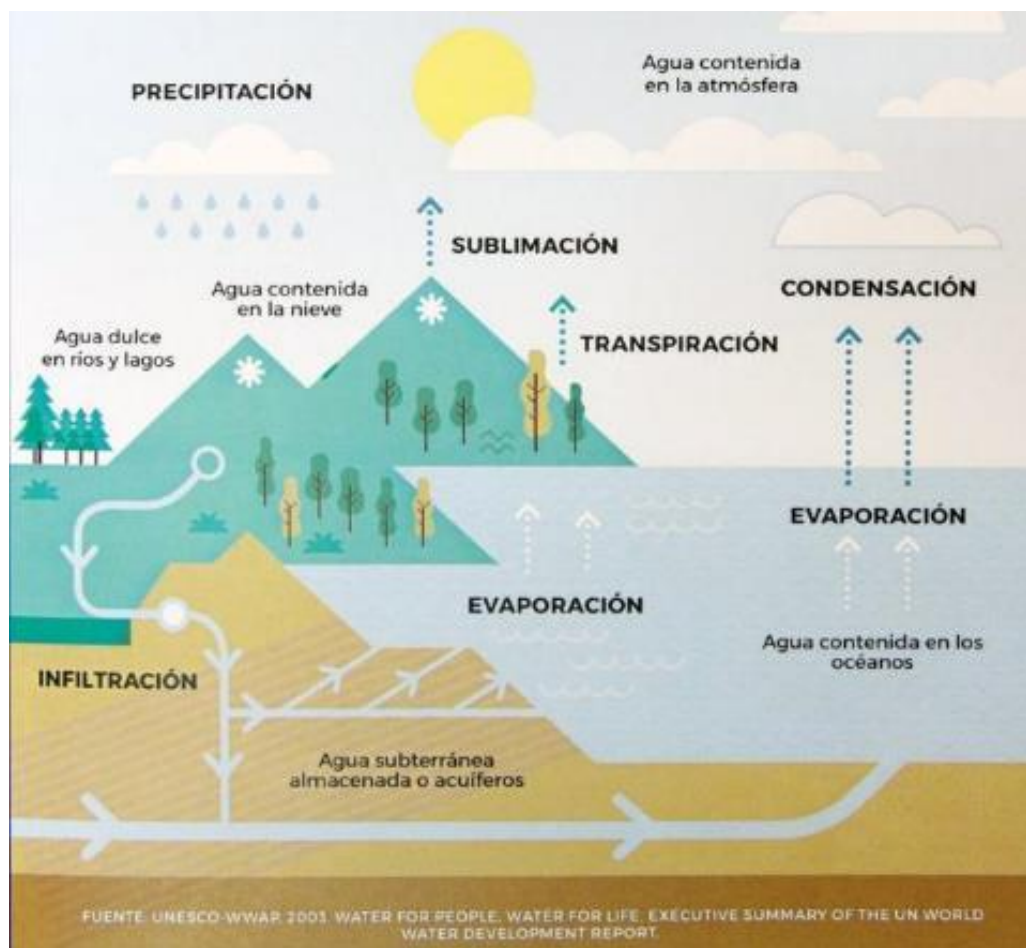 PRECIPITACIÓN
Agua contenida
en la atmósfera
SUBLIMACIÓN
Agua contenida
en la nieve
CONDENSACIÓN
Agua dulce
en ríos y lagos
TRANSPIRACIÓN
EVAPORACIÓN
EVAPORACIÓN
Agua contenida en los
océanos
INFILTRACIÓN
Agua subterránea
almacenada o acuíferos
FUENTE: UNESCO-WWAP. 2003. WATER FOR PEOPLE, WATER FOR LIFE. EXECUTIVE SUMMARY OF THE UN WORLD
WATER DEVELOPMENT REPORT.